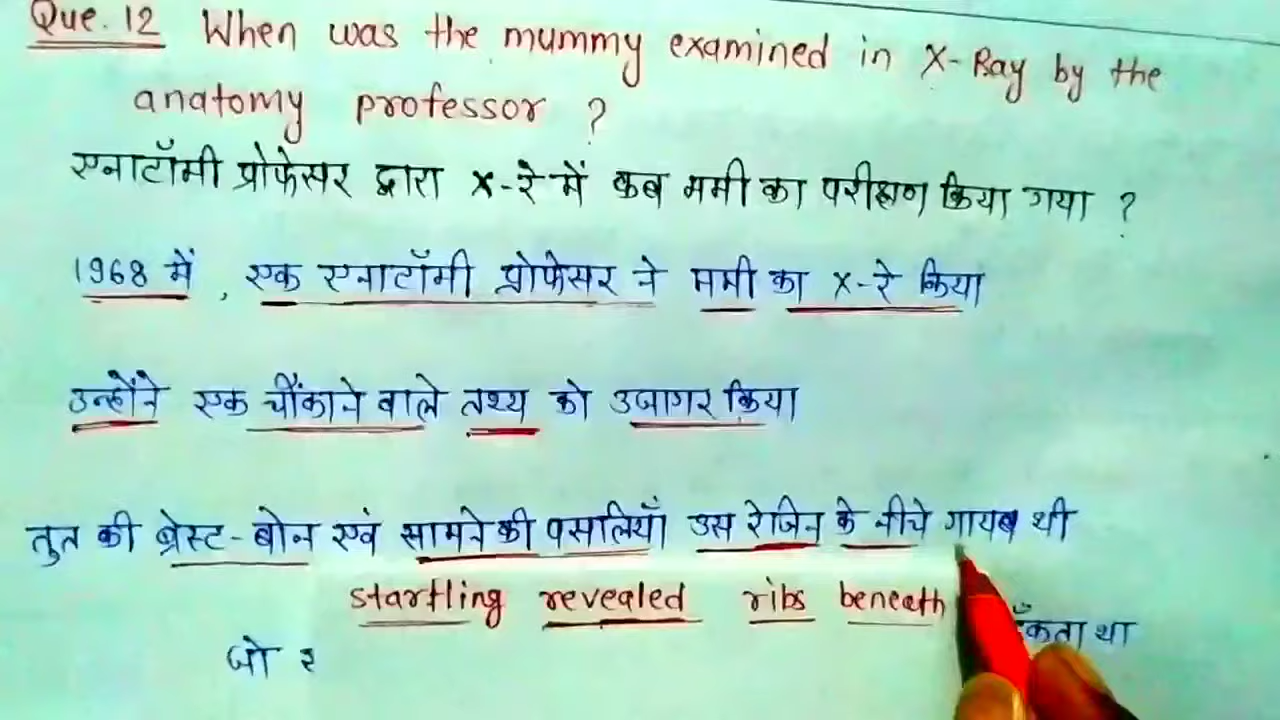 Que. 12 When was the mummy examined in X-Ray by the
anatomy professor ?
एनाटॉमी प्रोफेसर द्वारा X-रे में कब ममी का परीक्षण किया गया ?
1968 में , एक एनाटॉमी प्रोफेसर ने ममी का X-रे किया
उन्होंने एक चौंकाने वाले तथ्य को उजागर किया
तुत की ब्रेस्ट-बोन एवं सामने की पसलियाँ उस रेजिन के नीचे गायब थी
startling revealed ribs beneath
जो ढँकता था